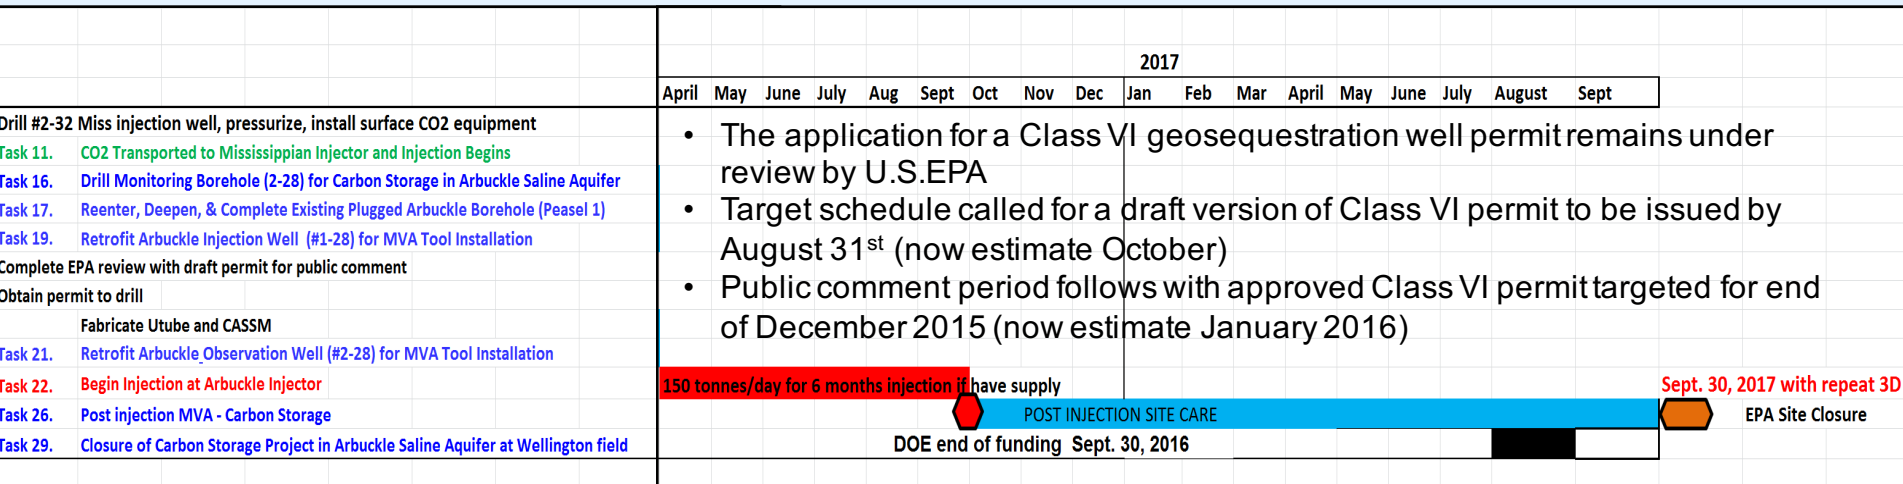 2017
April May June July Aug Sept Oct Nov Dec Jan Feb Mar April May June July August Sept
Drill #2-32 Miss injection well, pressurize, install surface CO2 equipment
Task 11. CO2 Transported to Mississippian Injector and Injection Begins
Task 16. Drill Monitoring Borehole (2-28) for Carbon Storage in Arbuckle Saline Aquifer
Task 17. Reenter, Deepen, & Complete Existing Plugged Arbuckle Borehole (Peasel 1)
Task 19. Retrofit Arbuckle Injection Well (#1-28) for MVA Tool Installation
Complete EPA review with draft permit for public comment
Obtain permit to drill
Fabricate Utube and CASSM
Task 21. Retrofit Arbuckle Observation Well (#2-28) for MVA Tool Installation
• The application for a Class VI geosequestration well permit remains under
review by U.S.EPA
• Target schedule called for a draft version of Class VI permit to be issued by
August 31st (now estimate October)
• Public comment period follows with approved Class VI permit targeted for end
of December 2015 (now estimate January 2016)
Task 22. Begin Injection at Arbuckle Injector 150 tonnes/day for 6 months injection if have supply Sept. 30, 2017 with repeat 3D
Task 26. Post injection MVA - Carbon Storage POST INJECTION SITE CARE EPA Site Closure
Task 29. Closure of Carbon Storage Project in Arbuckle Saline Aquifer at Wellington field DOE end of funding Sept. 30, 2016